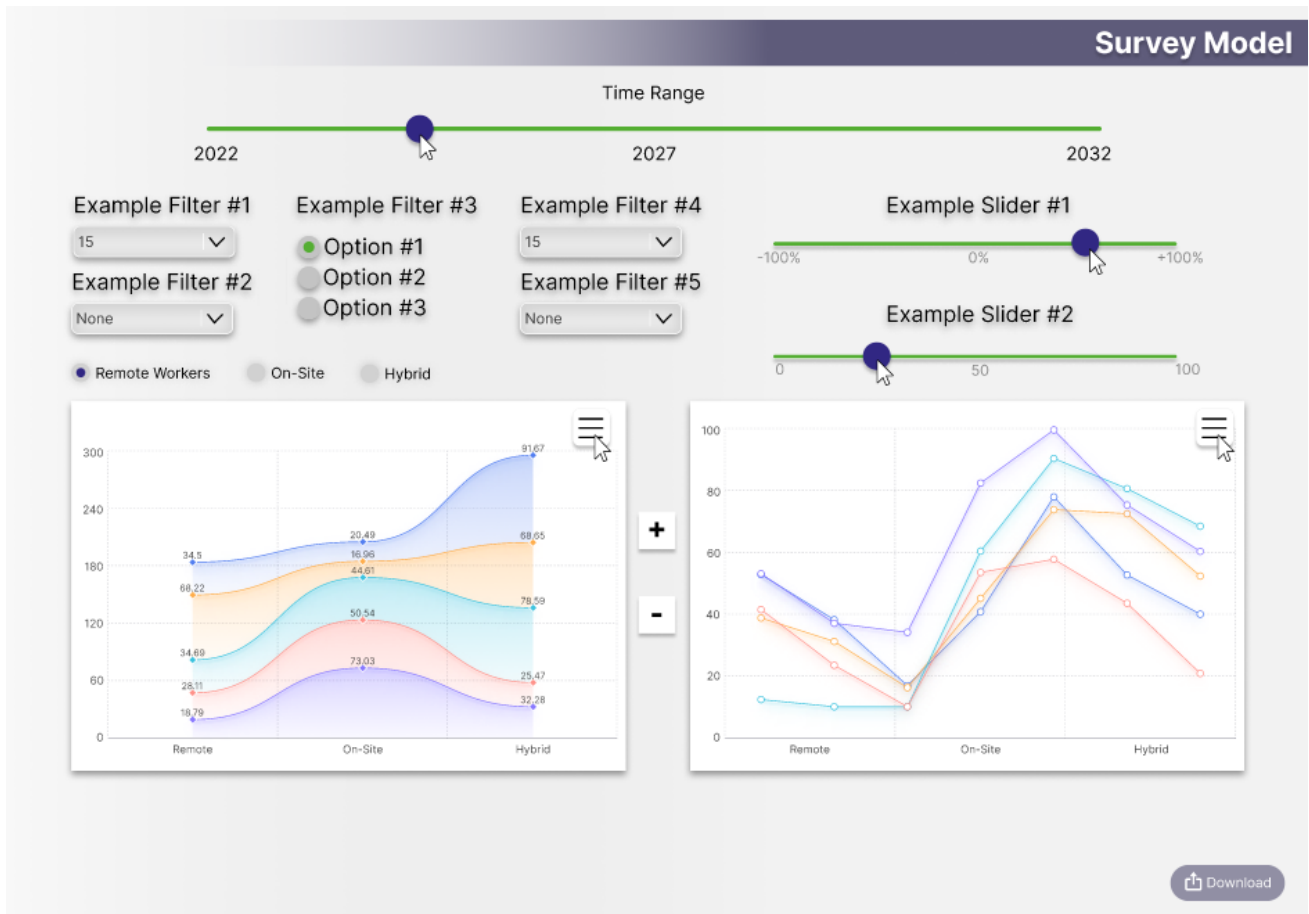 Survey Model
Time Range
2022 2027 2032
Example Filter #1 Example Filter #3 Example Filter #4 Example Slider #1
15 Option #1 15
-100% 0% +100%
Example Filter #2 Option #2 Example Filter #5
None Option #3 None Example Slider #2
Remote Workers On-Site Hybrid
0 50 100
300
240
180
120
60
0
34.5
68,22
34.69
28.11
18,79
20,49
16,96
44,61
50,54
73,03
91,67
68,65
78,59
25,47
32,28
Remote On-Site Hybrid
+
-
100
80
60
40
20
0
Remote On-Site Hybrid
Download